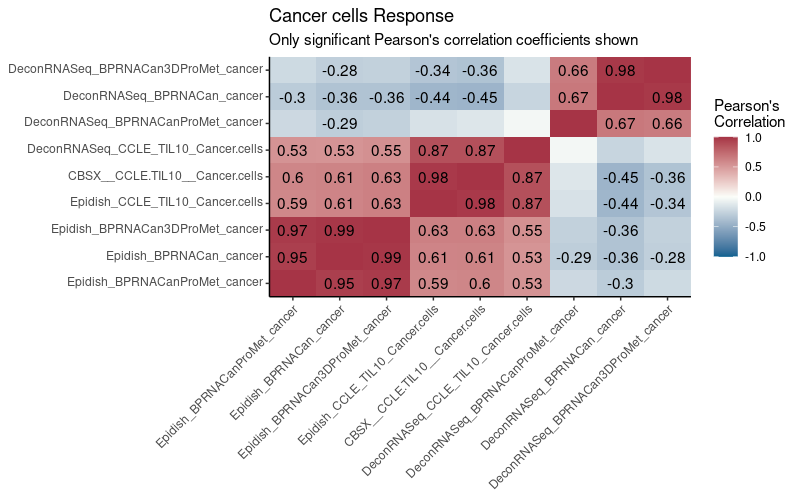 Cancer cells Response
Only significant Pearson's correlation coefficients shown
DeconRNASeq_BPRNACan3DProMet_cancer -0.28 -0.34 -0.36 0.66 0.98
DeconRNASeq_BPRNACan_cancer -0.3 -0.36 -0.36 -0.44 -0.45 0.67 0.98
DeconRNASeq_BPRNACanProMet_cancer -0.29 0.67 0.66
DeconRNASeq_CCLE_TIL10_Cancer.cells 0.53 0.53 0.55 0.87 0.87
CBSX__CCLE.TIL10__Cancer.cells 0.6 0.61 0.63 0.98 0.87 -0.45 -0.36
Epidish_CCLE_TIL10_Cancer.cells 0.59 0.61 0.63 0.98 0.87 -0.44 -0.34
Epidish_BPRNACan3DProMet_cancer 0.97 0.99 0.63 0.63 0.55 -0.36
Epidish_BPRNACan_cancer 0.95 0.99 0.61 0.61 0.53 -0.29 -0.36 -0.28
Epidish_BPRNACanProMet_cancer 0.95 0.97 0.59 0.6 0.53 -0.3
Epidish_BPRNACanProMet_cancer
Epidish_BPRNACan_cancer
Epidish_BPRNACan3DProMet_cancer
Epidish_CCLE_TIL10_Cancer.cells
CBSX__CCLE.TIL10__Cancer.cells
DeconRNASeq_CCLE_TIL10_Cancer.cells
DeconRNASeq_BPRNACanProMet_cancer
DeconRNASeq_BPRNACan_cancer
DeconRNASeq_BPRNACan3DProMet_cancer
Pearson's
Correlation
1.0
0.5
0.0
-0.5
-1.0